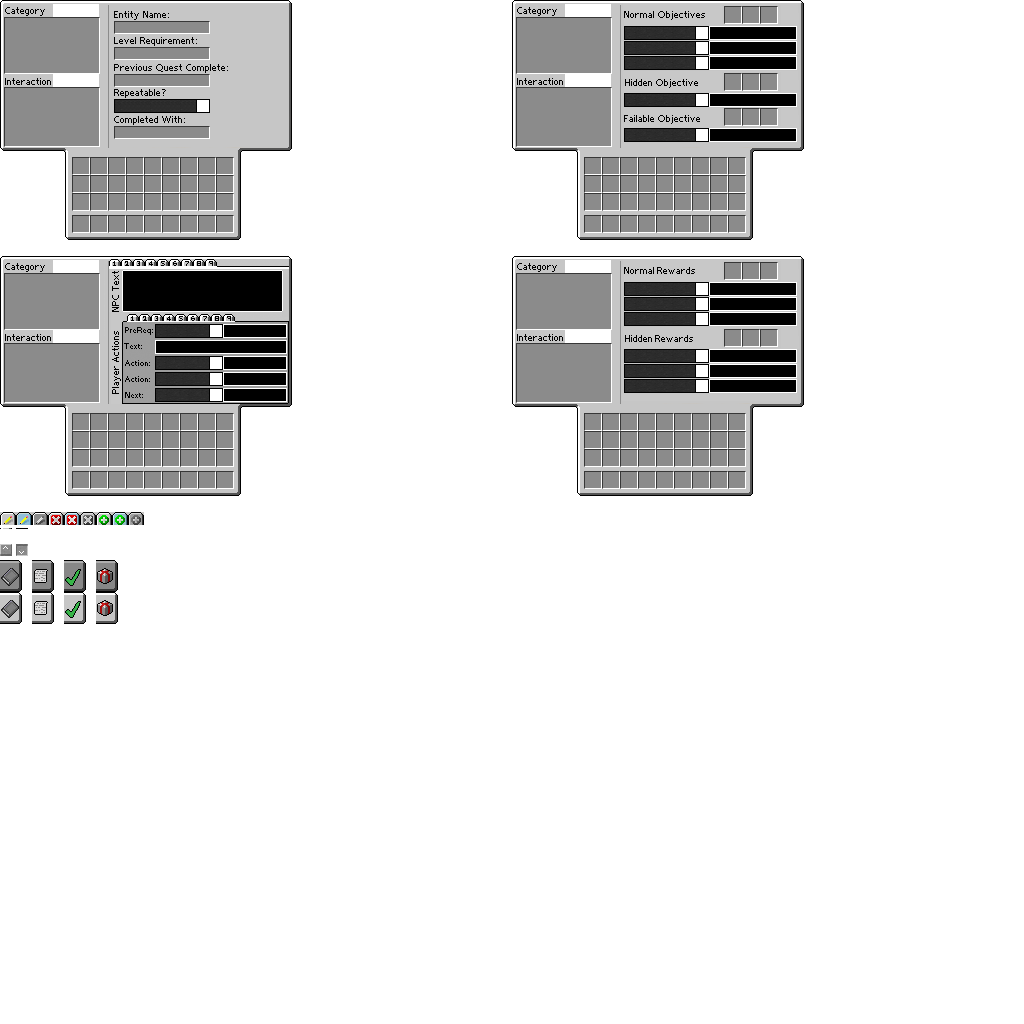 Category
Entity Name:
Level Requirement:
Previous Quest Complete:
Interaction
Repeatable?
Completed With:
Category
Normal Objectives
Interaction
Hidden Objective
Failable Objective
Category
1 2 3 4 5 6 7 8 9
NPC Text
1 2 3 4 5 6 7 8 9
Interaction
Player Actions
PreReq:
Text:
Action:
Action:
Next:
Category
Normal Rewards
Interaction
Hidden Rewards